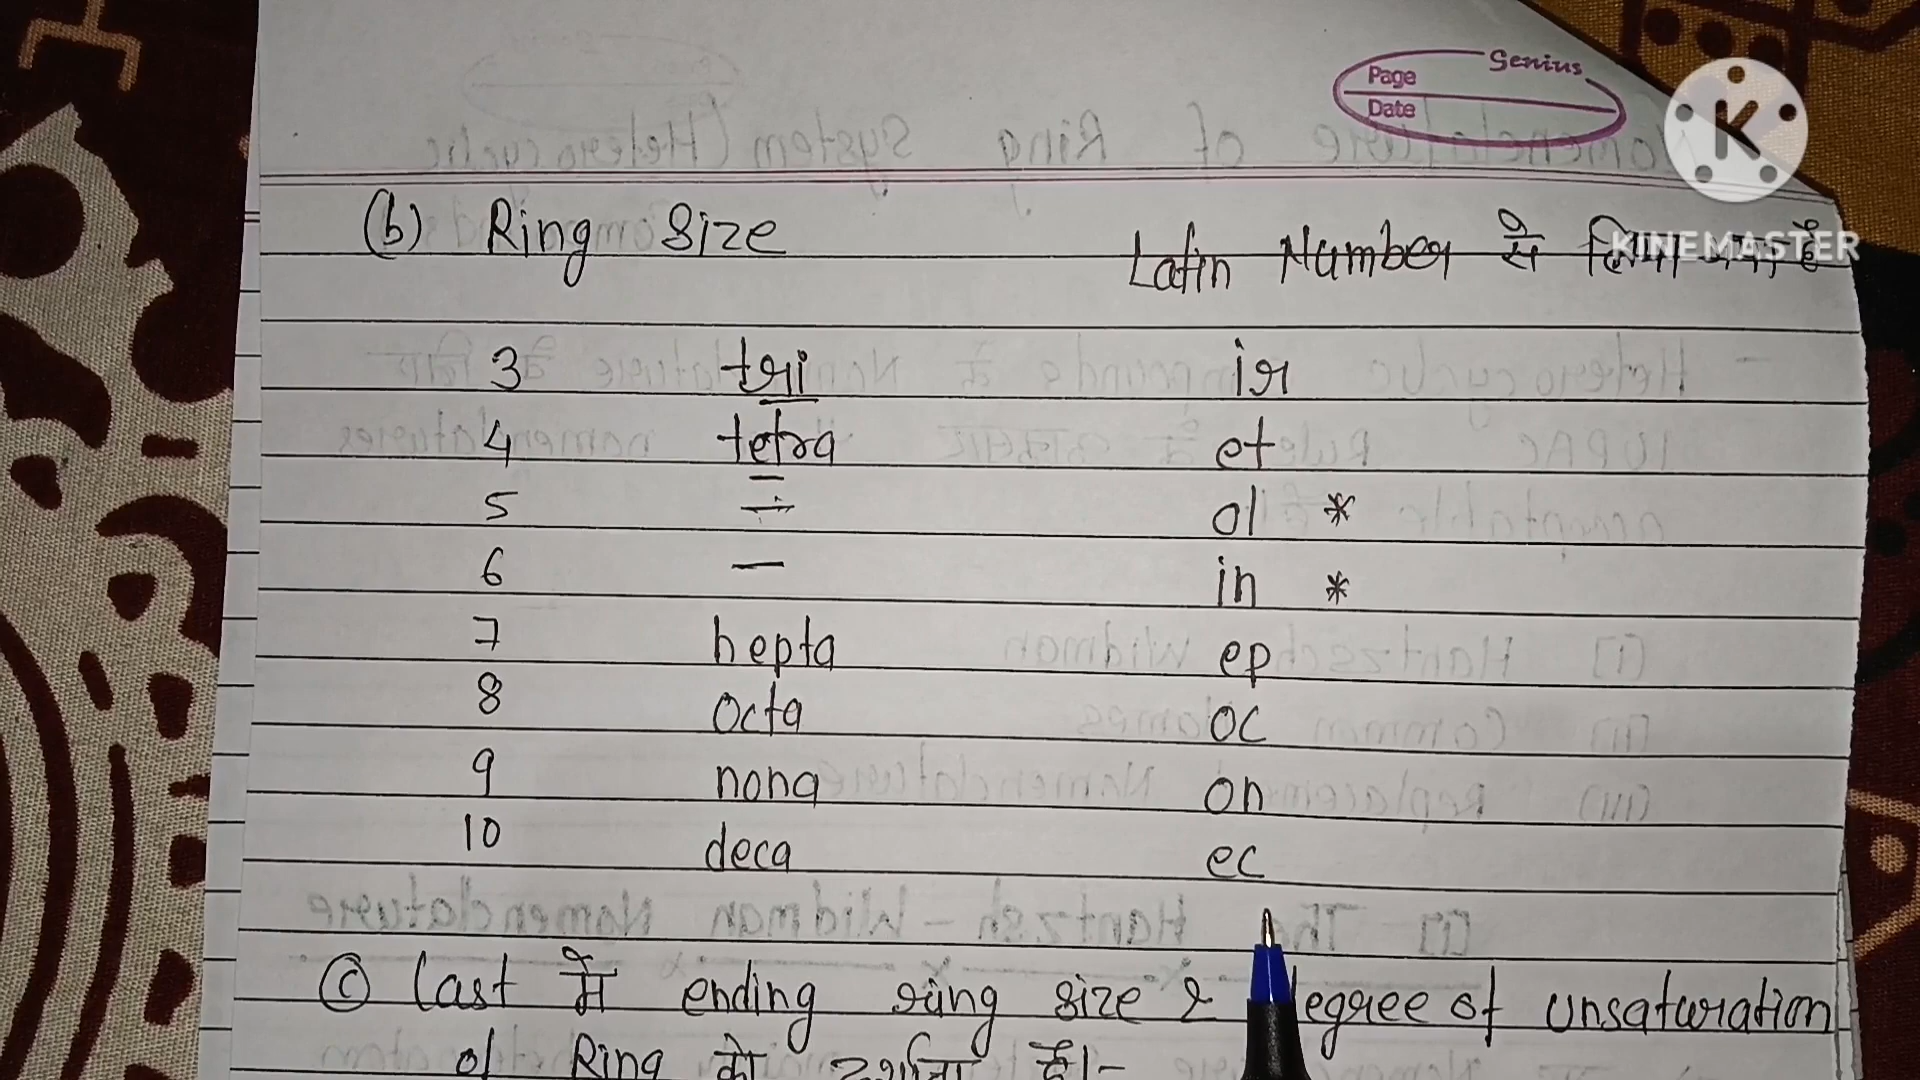 Genius
Page
Date
KINEMASTER
(b) Ring Size Latin Number से लिया जाता है
3 tri ir
4 tetra et
5 ÷ ol *
6 — in *
7 hepta ep
8 octa oc
9 nona on
10 deca ec
(c) Last में ending ring size & degree of unsaturation
of Ring को दर्शाता है।-